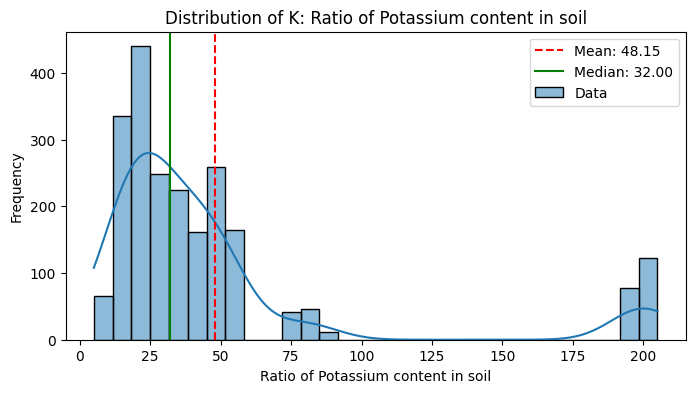 Distribution of K: Ratio of Potassium content in soil
Mean: 48.15
Median: 32.00
Data
Frequency
400
300
200
100
0
0 25 50 75 100 125 150 175 200
Ratio of Potassium content in soil